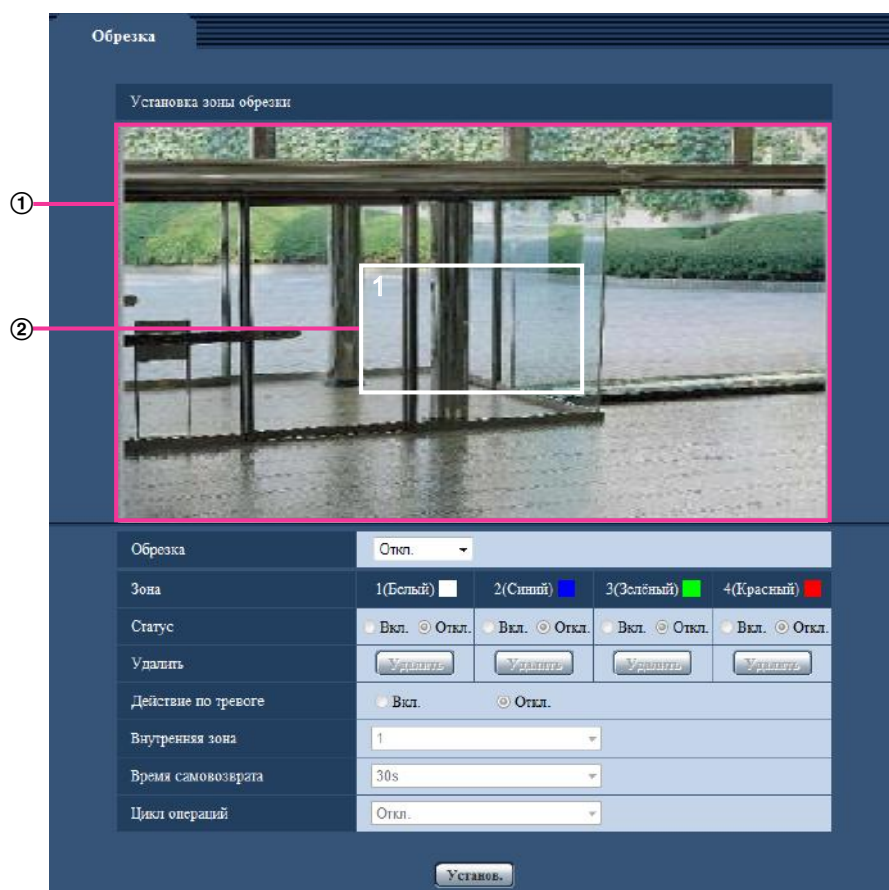 Обрезка
Установка зоны обрезки
①
1
②
Обрезка Откл.
Зона 1(Белый) 2(Синий) 3(Зелёный) 4(Красный)
Статус Вкл. Откл. Вкл. Откл. Вкл. Откл. Вкл. Откл.
Удалить Удалить Удалить Удалить Удалить
Действие по тревоге Вкл. Откл.
Внутренняя зона 1
Время самовозврата 30s
Цикл операций Откл.
Установ.